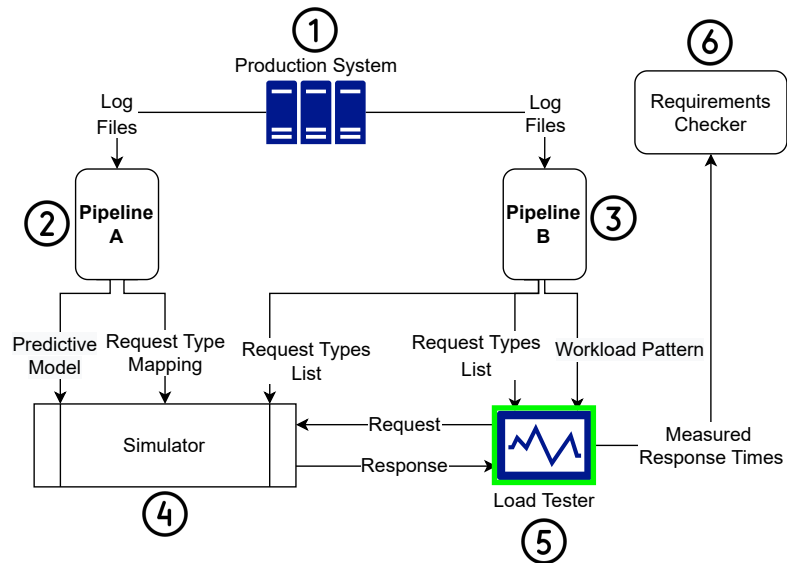 1
Production System
6
Requirements
Checker
Log
Files
Log
Files
2
Pipeline
A
Pipeline
B
3
Predictive
Model
Request Type
Mapping
Request Types
List
Request Types
List
Workload Pattern
Simulator
Request
Response
Measured
Response Times
Load Tester
4
5